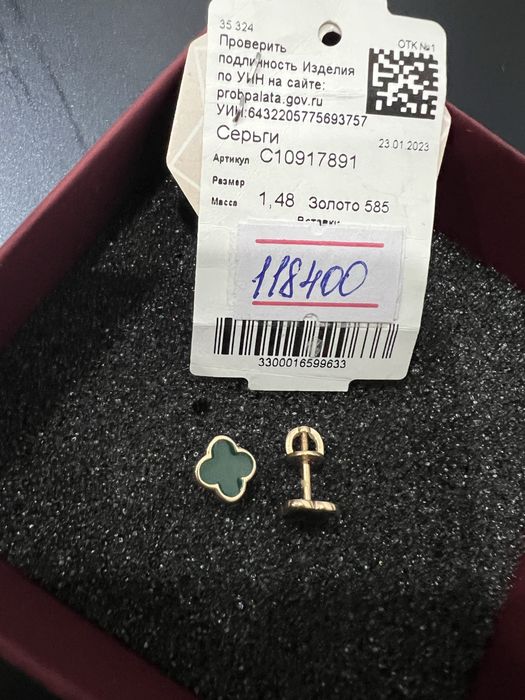 35 324
ОТК №1
Проверить
подлинность Изделия
по УИН на сайте:
probpalata.gov.ru
УИН:6432205775693757
Серьги
23.01.2023
Артикул С10917891
Размер
Масса 1,48 Золото 585
Вставки
118400
3300016599633